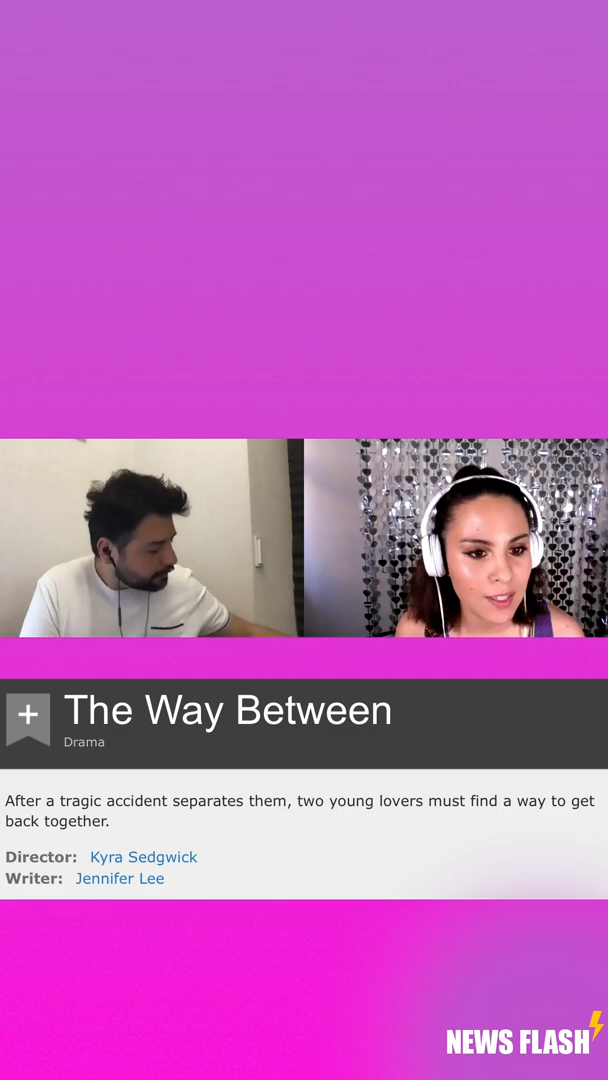 + The Way Between
Drama
After a tragic accident separates them, two young lovers must find a way to get
back together.
Director: Kyra Sedgwick
Writer: Jennifer Lee
NEWS FLASH